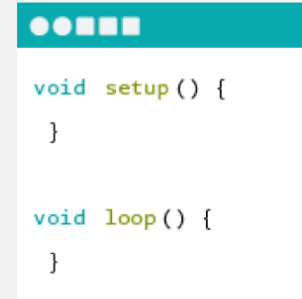 void setup() {
}
void loop() {
}